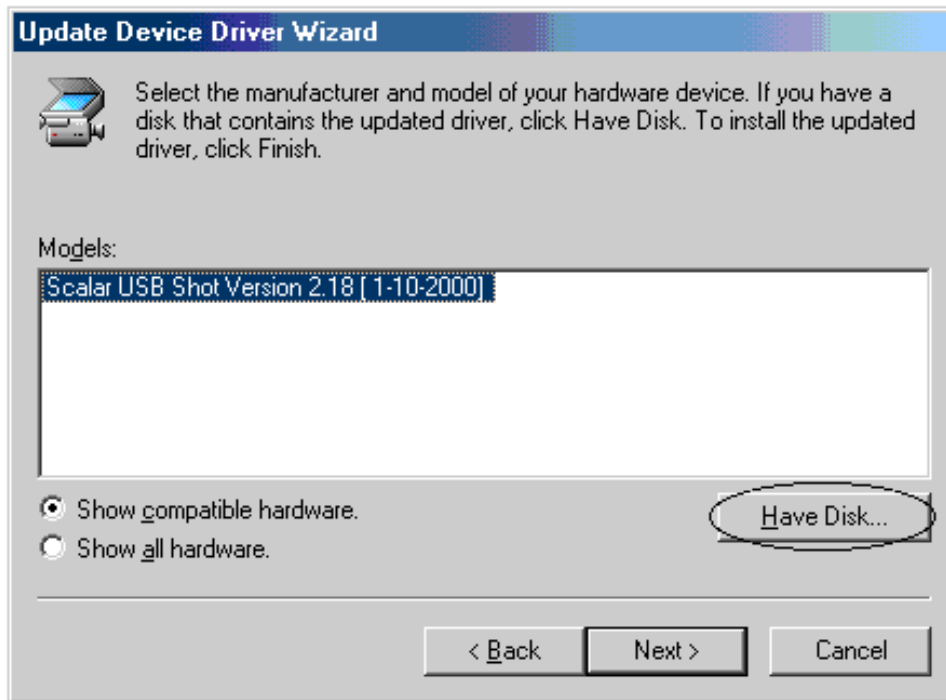 Update Device Driver Wizard
Select the manufacturer and model of your hardware device. If you have a
disk that contains the updated driver, click Have Disk. To install the updated
driver, click Finish.
Models:
Scalar USB Shot Version 2.18 [ 1-10-2000]
Show compatible hardware.
Have Disk...
Show all hardware.
< Back
Next >
Cancel